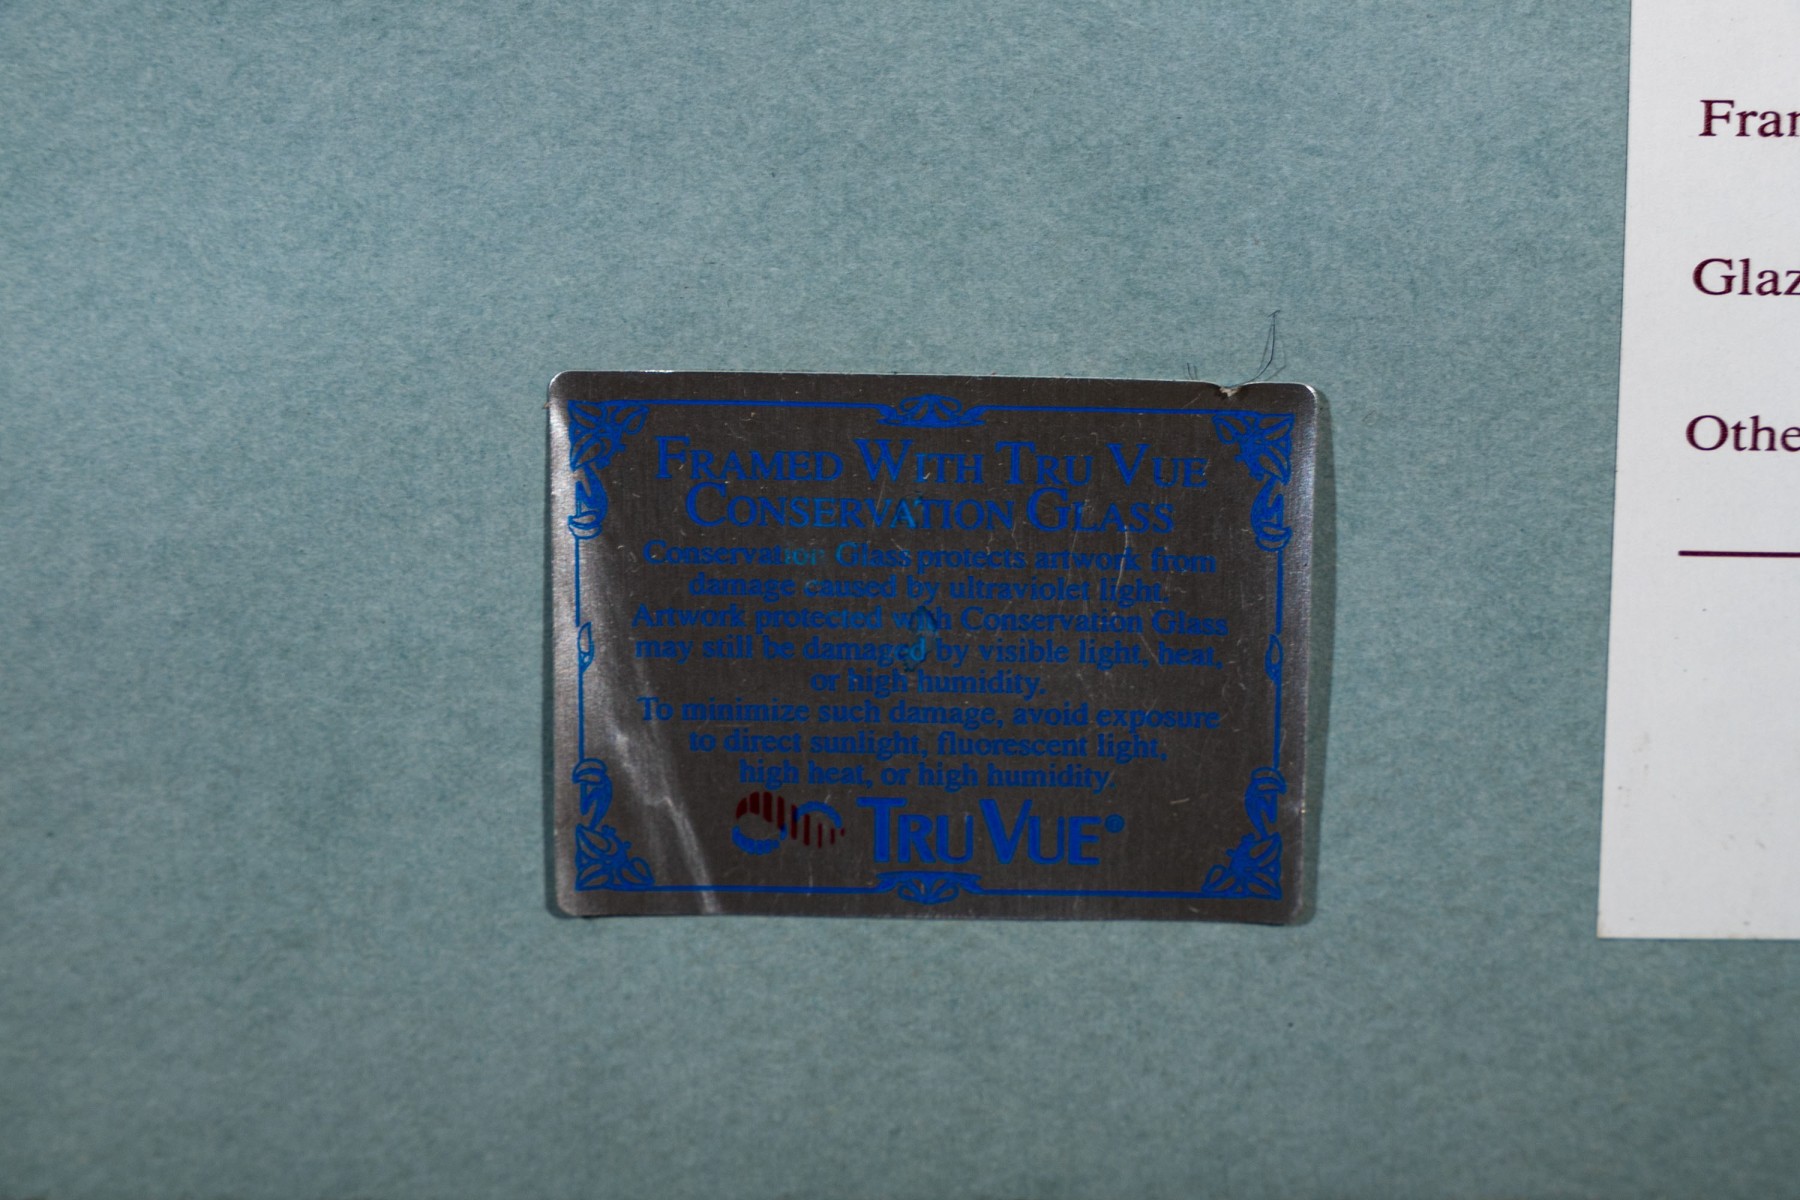 FRAMED WITH TRU VUE
CONSERVATION GLASS
Conservation Glass protects artwork from
damage caused by ultraviolet light.
Artwork protected with Conservation Glass
may still be damaged by visible light, heat,
or high humidity.
To minimize such damage, avoid exposure
to direct sunlight, fluorescent light,
high heat, or high humidity.
TRU VUE®
Fram
Glaz
Othe